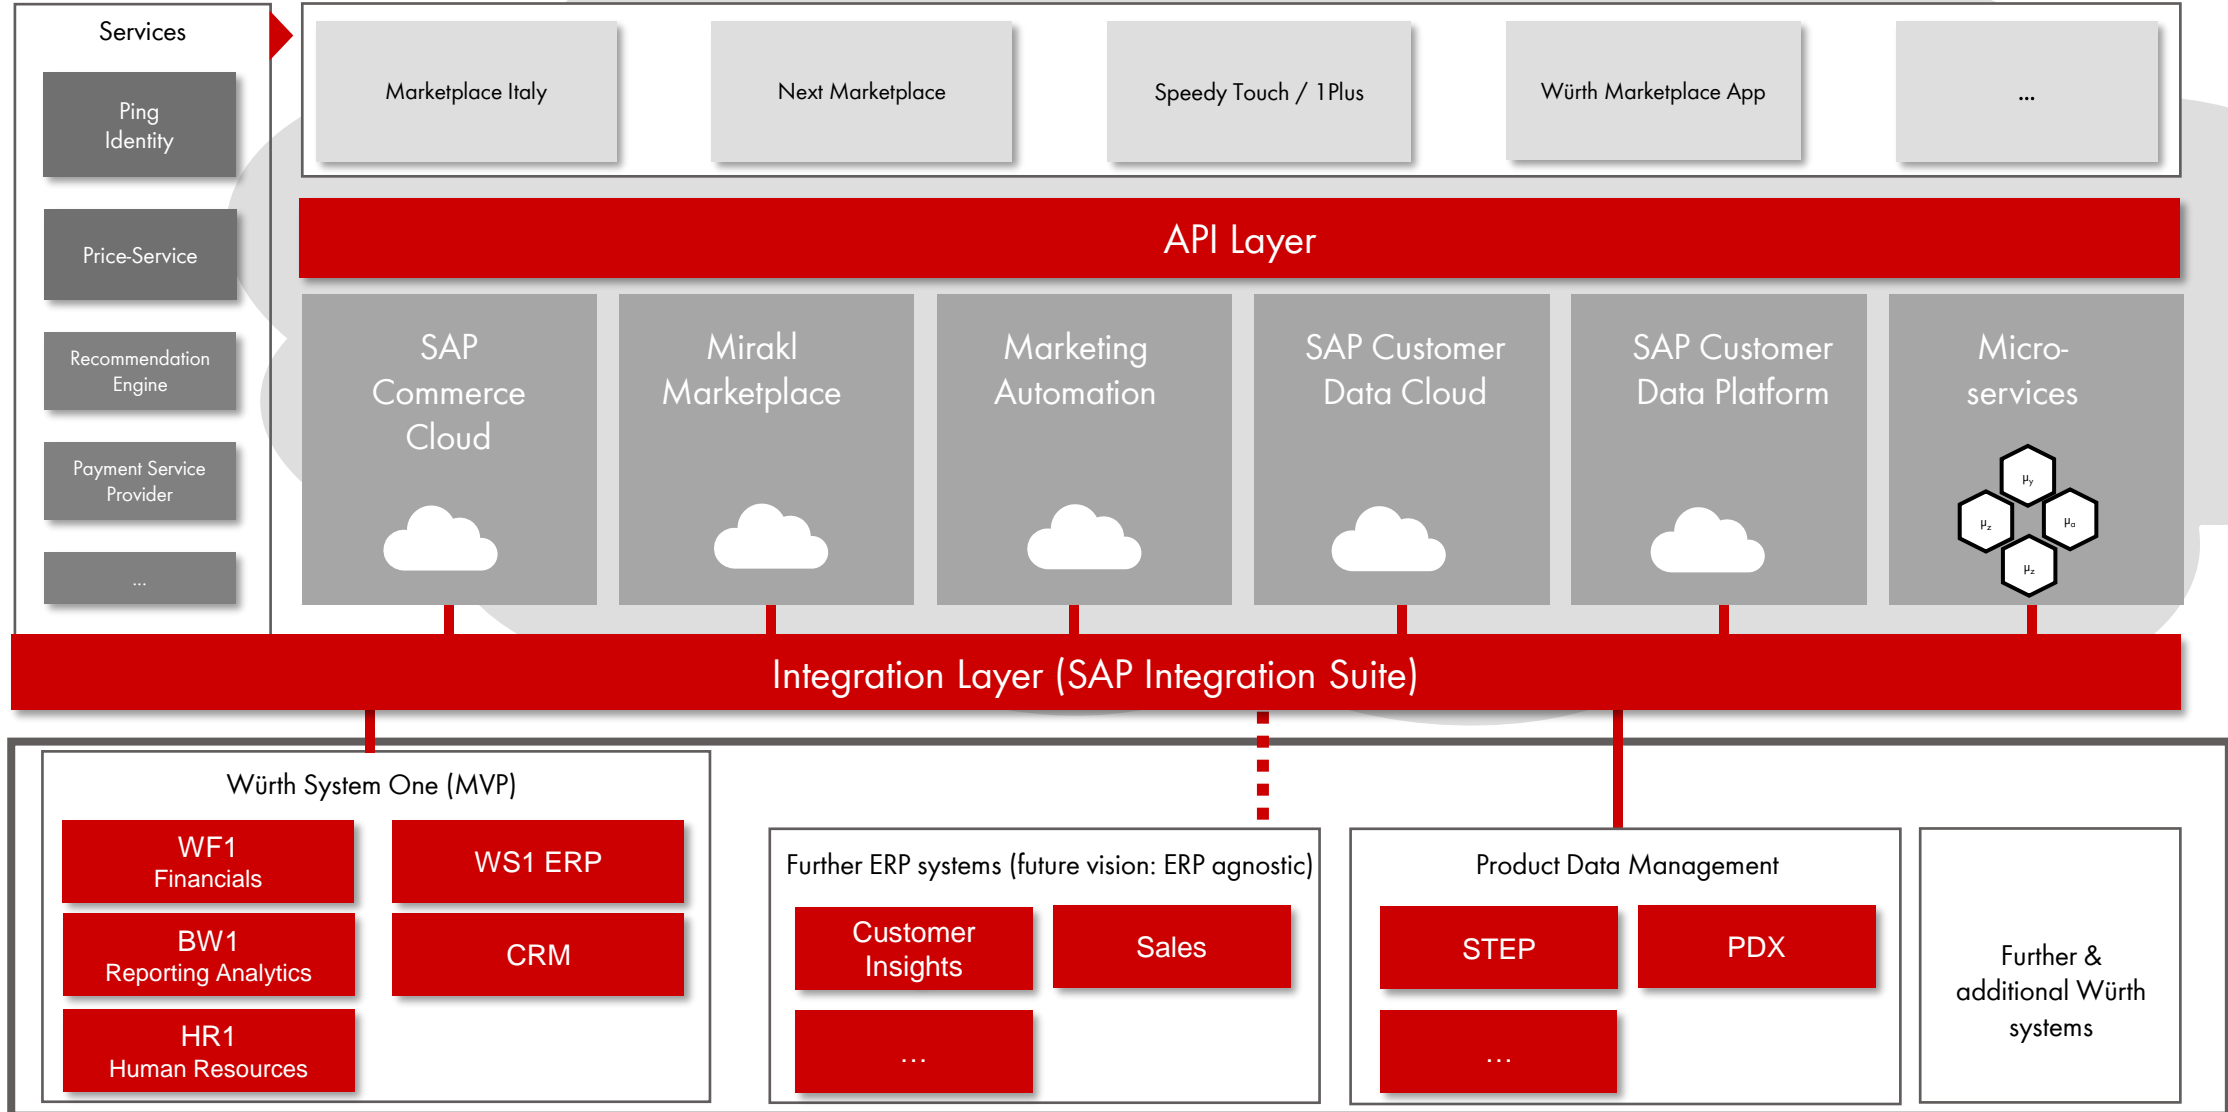 Services
Ping
Identity
Price-Service
Recommendation
Engine
Payment Service
Provider
...
Marketplace Italy
Next Marketplace
Speedy Touch / 1Plus
Würth Marketplace App
...
API Layer
SAP
Commerce
Cloud
Mirakl
Marketplace
Marketing
Automation
SAP Customer
Data Cloud
SAP Customer
Data Platform
Micro-
services
μy
μz
μa
μz
Integration Layer (SAP Integration Suite)
Würth System One (MVP)
WF1
Financials
WS1 ERP
BW1
Reporting Analytics
CRM
HR1
Human Resources
Further ERP systems (future vision: ERP agnostic)
Customer
Insights
Sales
...
Product Data Management
STEP
PDX
...
Further &
additional Würth
systems